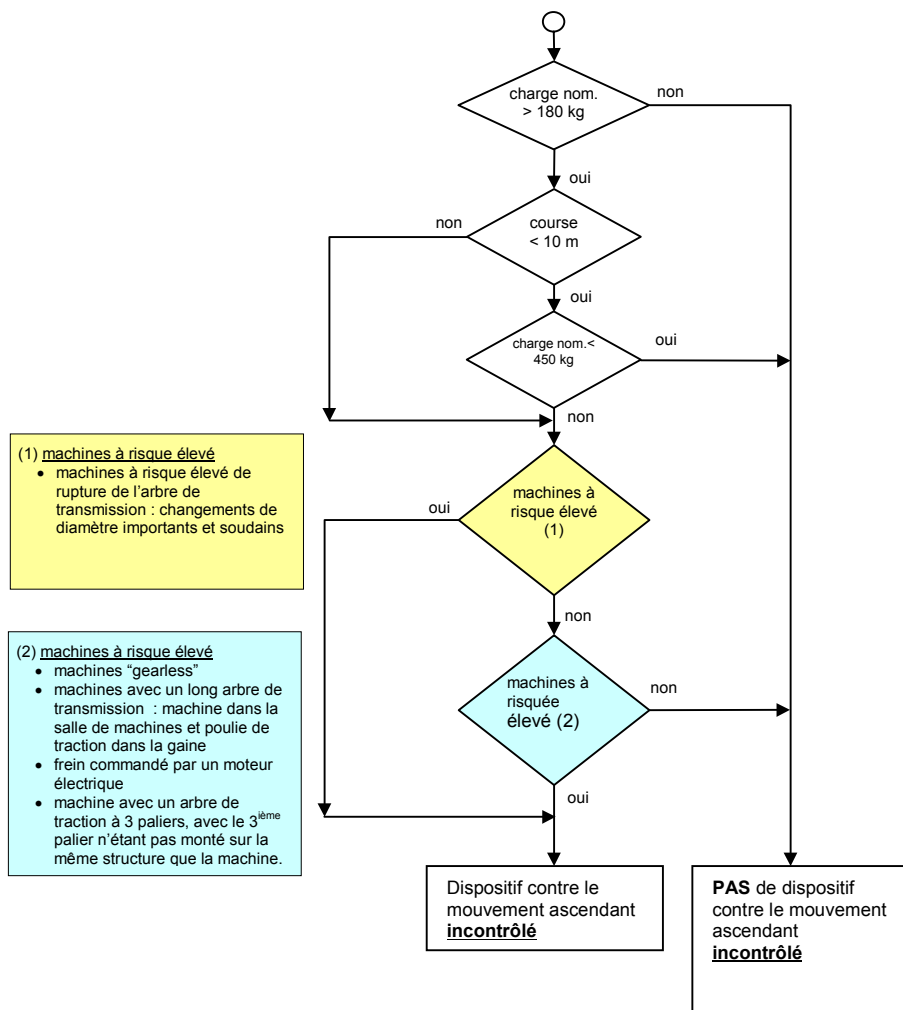 charge nom.
> 180 kg
non
oui
non
course
< 10 m
oui
charge nom.<
450 kg
oui
non
(1) machines à risque élevé
• machines à risque élevé de
rupture de l’arbre de
transmission : changements de
diamètre importants et soudains
oui
machines à
risque élevé
(1)
non
(2) machines à risque élevé
• machines “gearless”
• machines avec un long arbre de
transmission : machine dans la
salle de machines et poulie de
traction dans la gaine
• frein commandé par un moteur
électrique
• machine avec un arbre de
traction à 3 paliers, avec le 3ième
palier n’étant pas monté sur la
même structure que la machine.
machines à
risquée
élevé (2)
non
oui
Dispositif contre le
mouvement ascendant
incontrôlé
PAS de dispositif
contre le mouvement
ascendant
incontrôlé